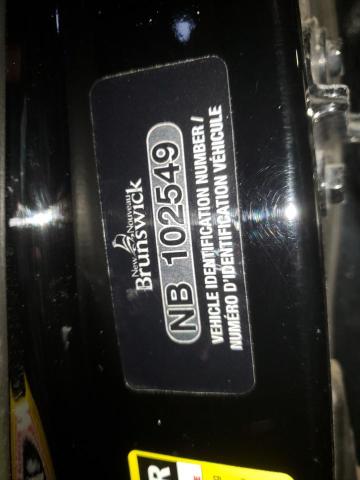 New Nouveau
Brunswick
NB 102549
VEHICLE IDENTIFICATION NUMBER /
NUMÉRO D'IDENTIFICATION VÉHICULE
R